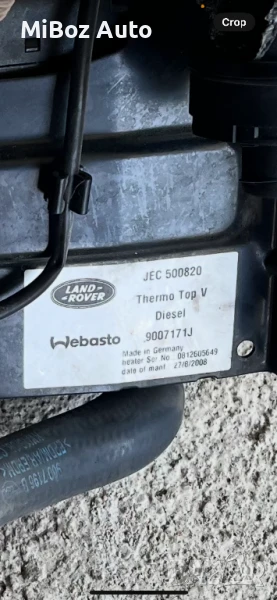 MiBoz Auto
Crop
JEC 500820
LAND-
ROVER
Thermo Top V
Diesel
Webasto
9007171J
Made in Germany
heater Ser No 0812605649
date of manf 27/8/2008